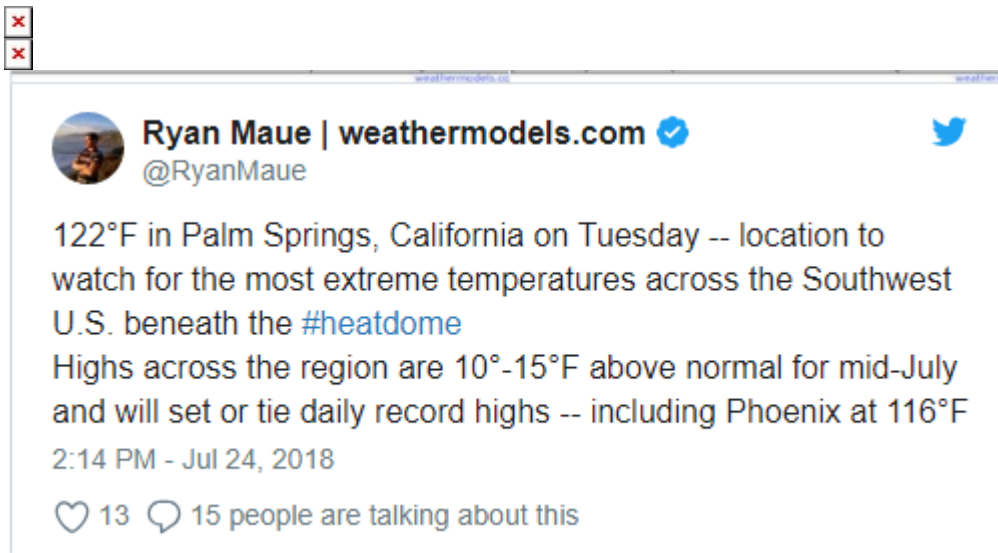 weathermodels.cc
weather
Ryan Maue | weathermodels.com
@RyanMaue
122°F in Palm Springs, California on Tuesday -- location to
watch for the most extreme temperatures across the Southwest
U.S. beneath the #heatdome
Highs across the region are 10°-15°F above normal for mid-July
and will set or tie daily record highs -- including Phoenix at 116°F
2:14 PM - Jul 24, 2018
13 15 people are talking about this